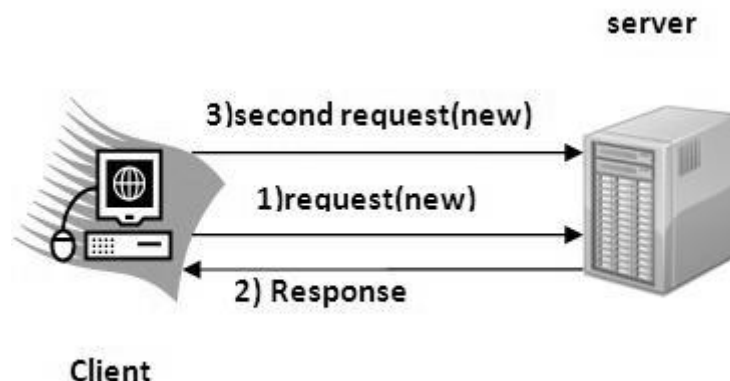 server
3)second request(new)
1)request(new)
2) Response
Client